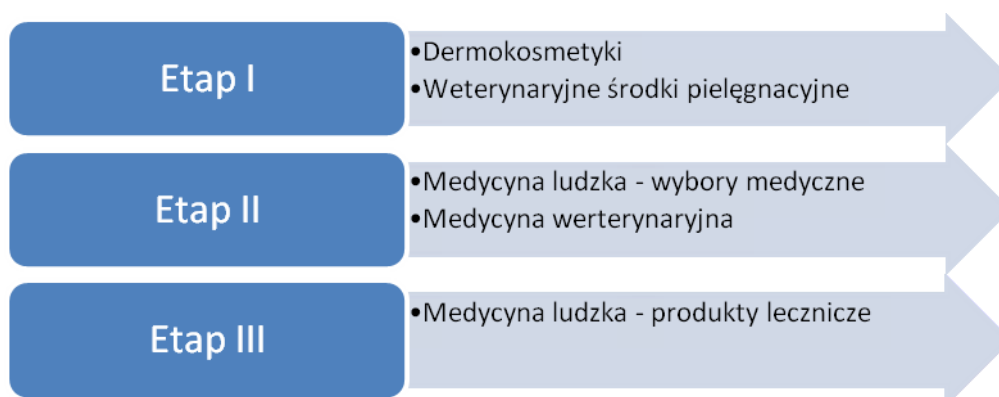 Etap I
•Dermokosmetyki
•Weterynaryjne środki pielęgnacyjne
Etap II
•Medycyna ludzka - wybory medyczne
•Medycyna werterynaryjna
Etap III
•Medycyna ludzka - produkty lecznicze